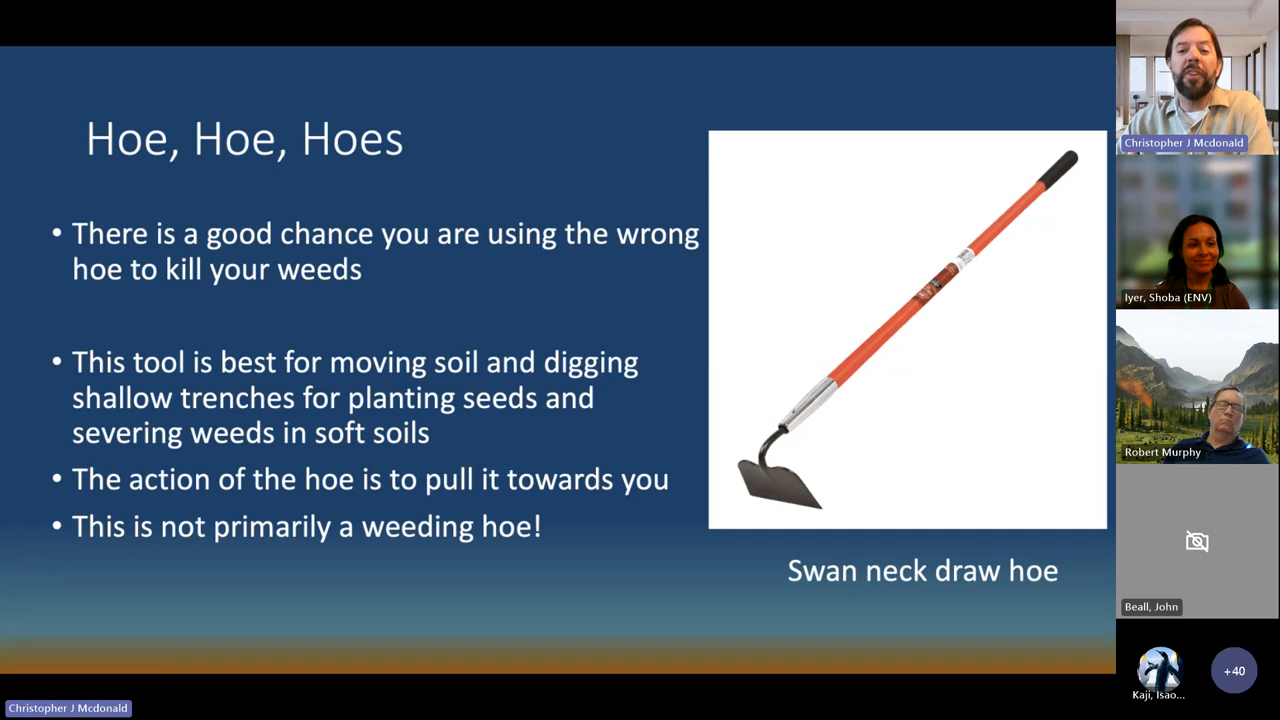 Hoe, Hoe, Hoes
• There is a good chance you are using the wrong
hoe to kill your weeds
• This tool is best for moving soil and digging
shallow trenches for planting seeds and
severing weeds in soft soils
• The action of the hoe is to pull it towards you
• This is not primarily a weeding hoe!
Swan neck draw hoe
Christopher J Mcdonald
Iyer, Shoba (ENV)
Robert Murphy
Beall, John
Kaji, Isao...
+40
Christopher J Mcdonald